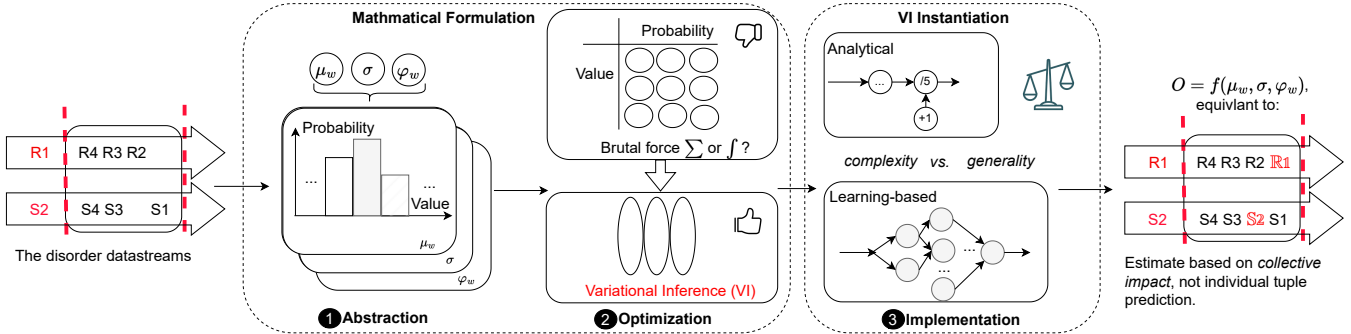 R1
R4 R3 R2
S2
S4 S3 S1
The disorder datastreams
Mathmatical Formulation
μw σ φw
Probability
...
...
Value
μw
σ
φw
Probability
Value
Brutal force ∑ or ∫ ?
Variational Inference (VI)
1 Abstraction
2 Optimization
VI Instantiation
Analytical
...
/5
+1
complexity vs. generality
Learning-based
...
...
...
3 Implementation
O = f(μw, σ, φw),
equivlant to:
R1
R4 R3 R2 ℝ1
S2
S4 S3 𝕊2 S1
Estimate based on collective
impact, not individual tuple
prediction.